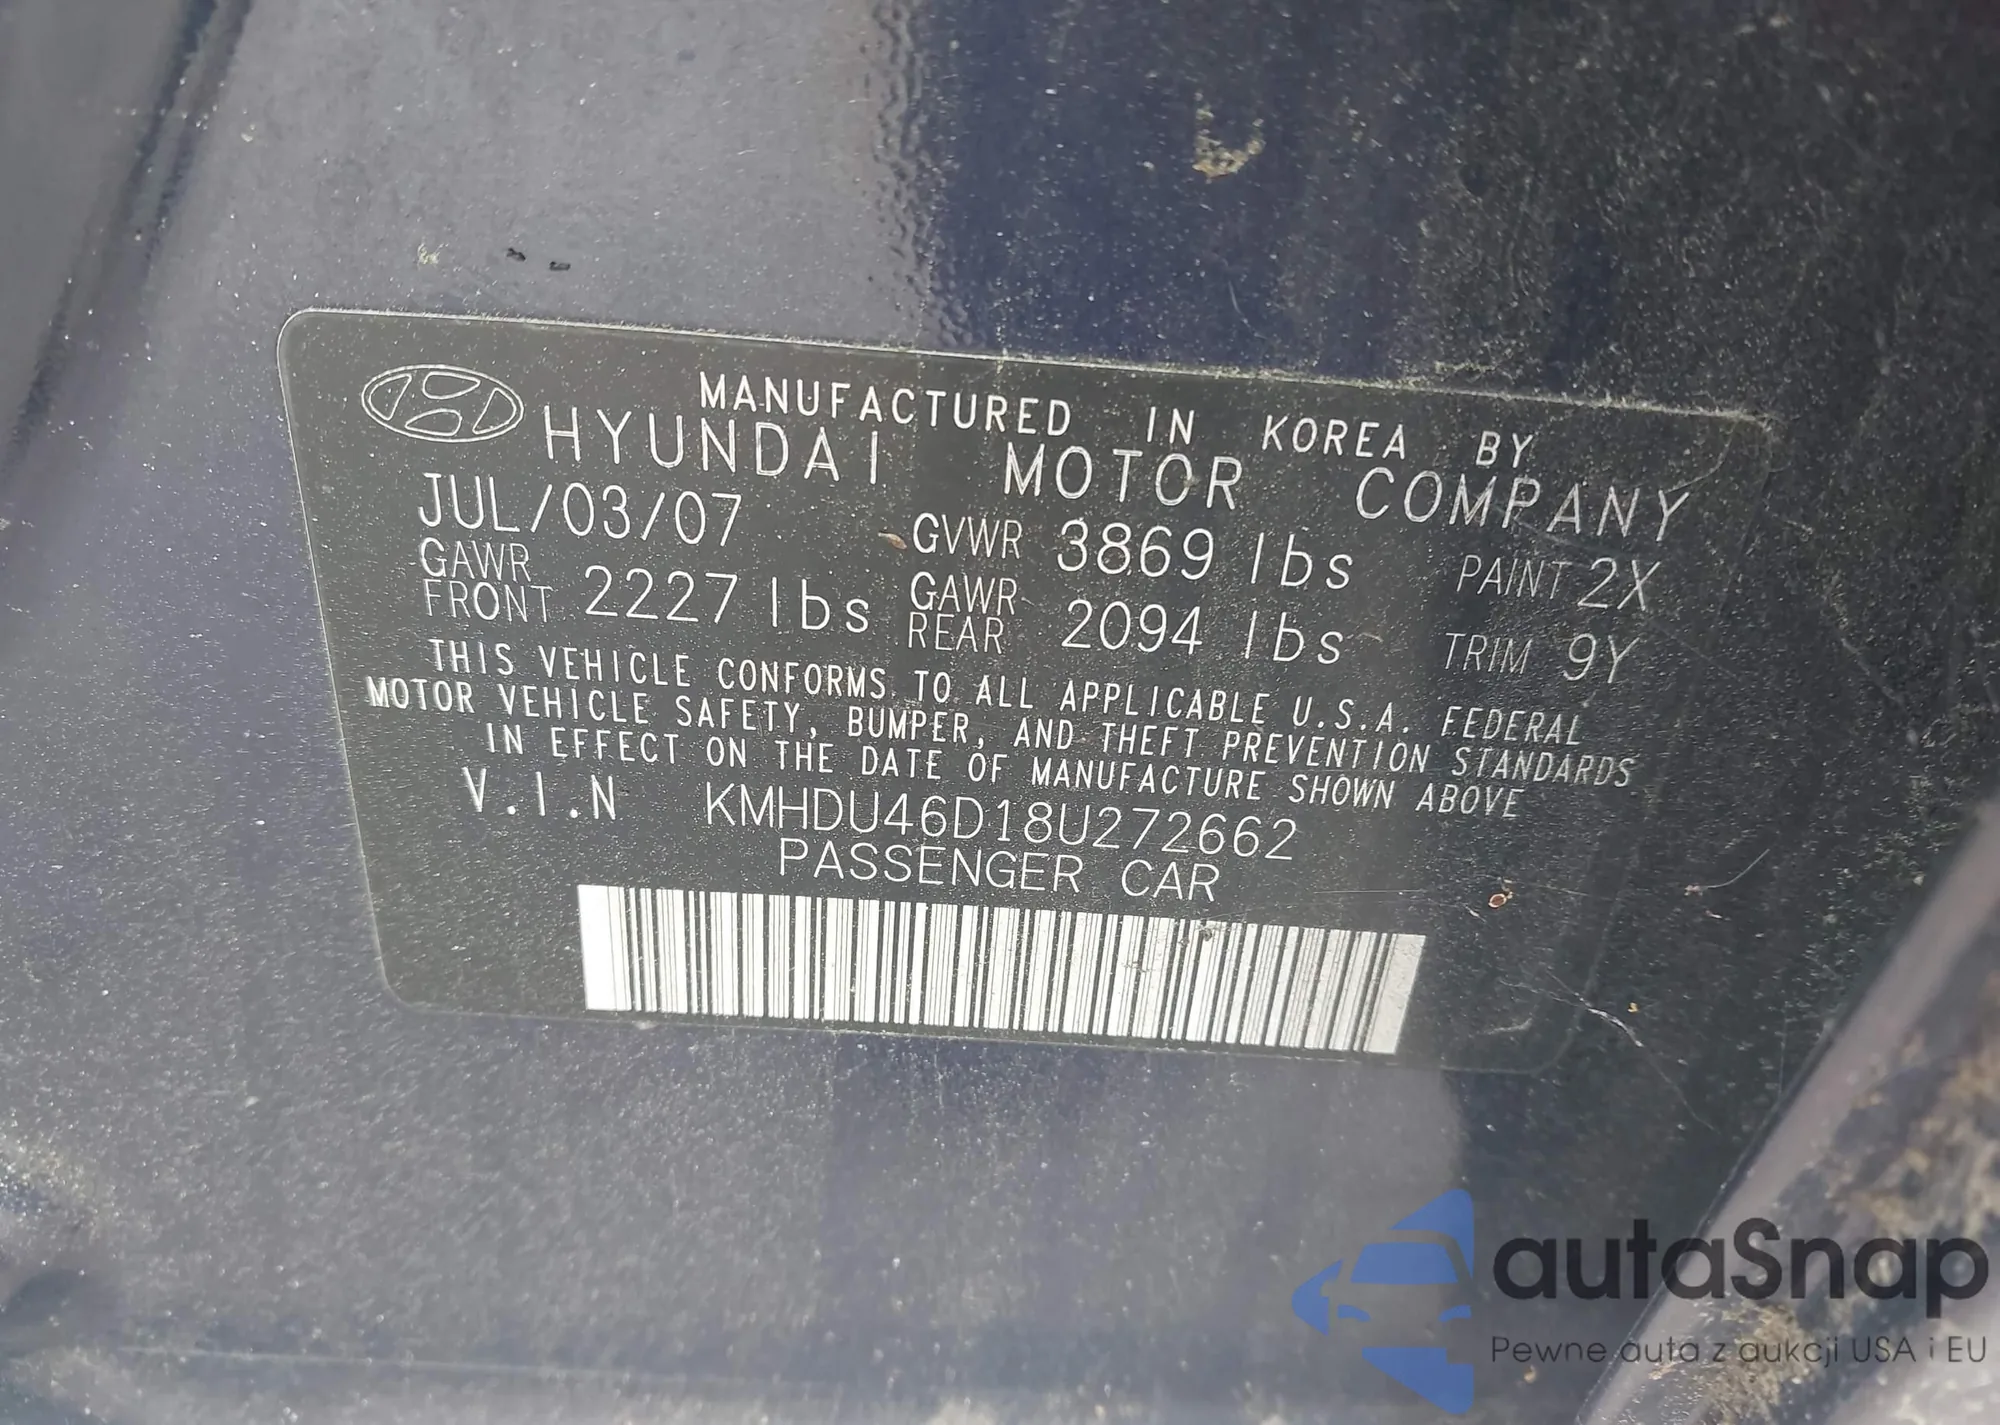 MANUFACTURED IN KOREA BY
HYUNDAI MOTOR COMPANY
JUL/03/07 GVWR 3869 lbs PAINT 2X
GAWR FRONT 2227 lbs GAWR REAR 2094 lbs TRIM 9Y
THIS VEHICLE CONFORMS TO ALL APPLICABLE U.S.A. FEDERAL
MOTOR VEHICLE SAFETY, BUMPER, AND THEFT PREVENTION STANDARDS
IN EFFECT ON THE DATE OF MANUFACTURE SHOWN ABOVE
V.I.N KMHDU46D18U272662
PASSENGER CAR
autaSnap
Pewne auta z aukcji USA i EU